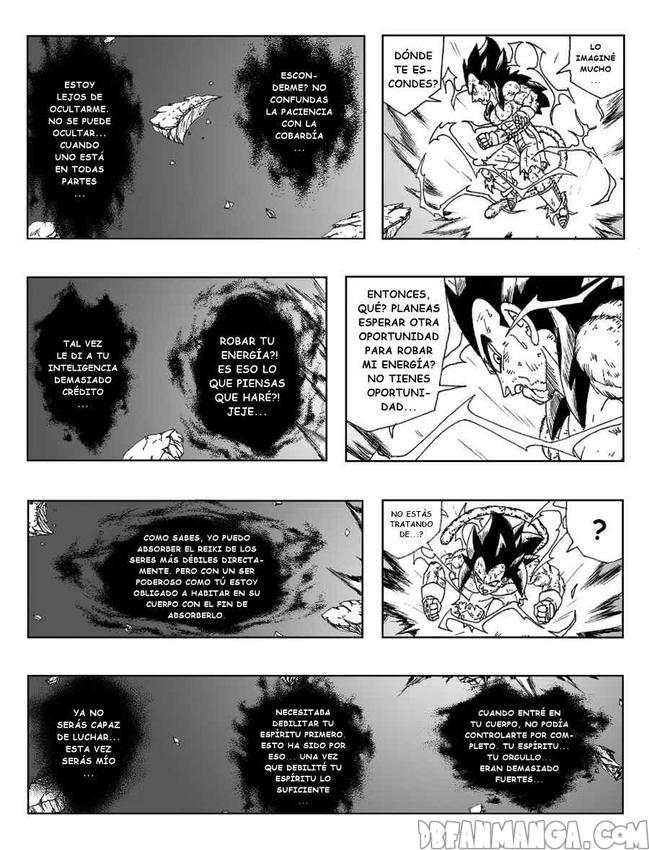 LO
IMAGINÉ
MUCHO
...
DÓNDE
TE ES-
CONDES?
ESCON-
DERME? NO
CONFUNDAS
LA PACIENCIA
CON LA
COBARDÍA
...
ESTOY
LEJOS DE
OCULTARME.
NO SE PUEDE
OCULTAR...
CUANDO
UNO ESTÁ
EN TODAS
PARTES
...
ENTONCES,
QUÉ? PLANEAS
ESPERAR OTRA
OPORTUNIDAD
PARA ROBAR
MI ENERGÍA?
NO TIENES
OPORTUNI-
DAD...
ROBAR TU
ENERGÍA?!
ES ESO LO
QUE PIENSAS
QUE HARÉ?!
JEJE...
TAL VEZ
LE DI A TU
INTELIGENCIA
DEMASIADO
CRÉDITO
...
?
NO ESTÁS
TRATANDO
DE...?
COMO SABES, YO PUEDO
ABSORBER EL REIKI DE LOS
SERES MÁS DÉBILES DIRECTA-
MENTE. PERO CON UN SER
PODEROSO COMO TÚ ESTOY
OBLIGADO A HABITAR EN SU
CUERPO CON EL FIN DE
ABSORBERLO.
CUANDO ENTRÉ EN
TU CUERPO, NO PODÍA
CONTROLARTE POR COM-
PLETO. TU ESPÍRITU...
TU ORGULLO...
ERAN DEMASIADO
FUERTES...
NECESITABA
DEBILITAR TU
ESPÍRITU PRIMERO.
ESTO HA SIDO POR
ESO... UNA VEZ
QUE DEBILITÉ TU
ESPÍRITU LO
SUFICIENTE
...
YA NO
SERÁS CAPAZ
DE LUCHAR...
ESTA VEZ
SERÁS MÍO
...
DBFANMANGA.COM